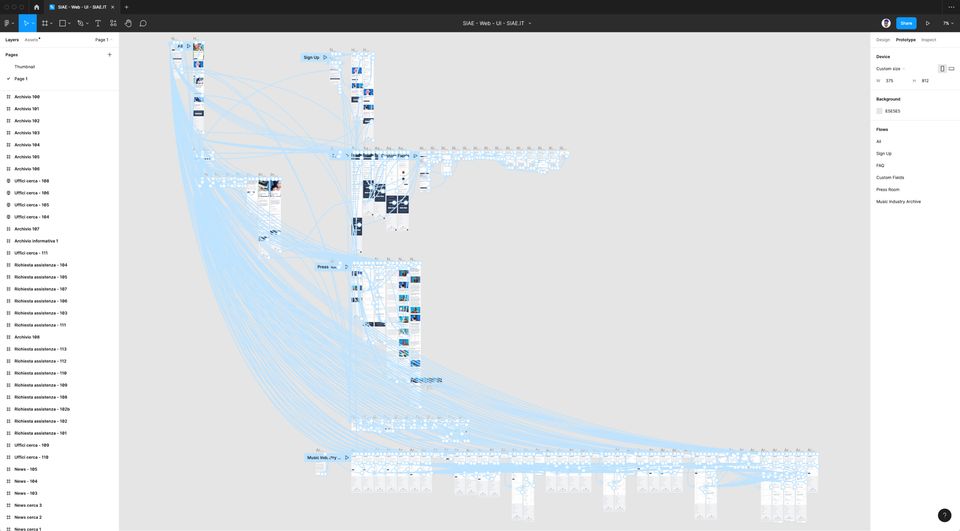 SIAE - Web - UI - SIAE.IT
SIAE - Web - UI - SIAE.IT
Share
7%
Layers
Assets
Page 1
Pages
Thumbnail
Page 1
Archivio 100
Archivio 101
Archivio 102
Archivio 103
Archivio 104
Archivio 105
Archivio 106
Uffici cerca - 108
Uffici cerca - 106
Uffici cerca - 105
Uffici cerca - 104
Archivio 107
Archivio informativa 1
Uffici cerca - 111
Richiesta assistenza - 104
Richiesta assistenza - 105
Richiesta assistenza - 107
Richiesta assistenza - 106
Richiesta assistenza - 103
Richiesta assistenza - 111
Archivio 108
Richiesta assistenza - 113
Richiesta assistenza - 112
Richiesta assistenza - 110
Richiesta assistenza - 109
Richiesta assistenza - 108
Richiesta assistenza - 102b
Richiesta assistenza - 102
Richiesta assistenza - 101
Uffici cerca - 109
Uffici cerca - 110
News - 105
News - 104
News - 103
News cerca 3
News cerca 2
News cerca 1
All
Sign Up
Press
Music
Design
Prototype
Inspect
Device
Custom size
W 375 H 812
Background
E5E5E5
Flows
All
Sign Up
FAQ
Custom Fields
Press Room
Music Industry Archive
?